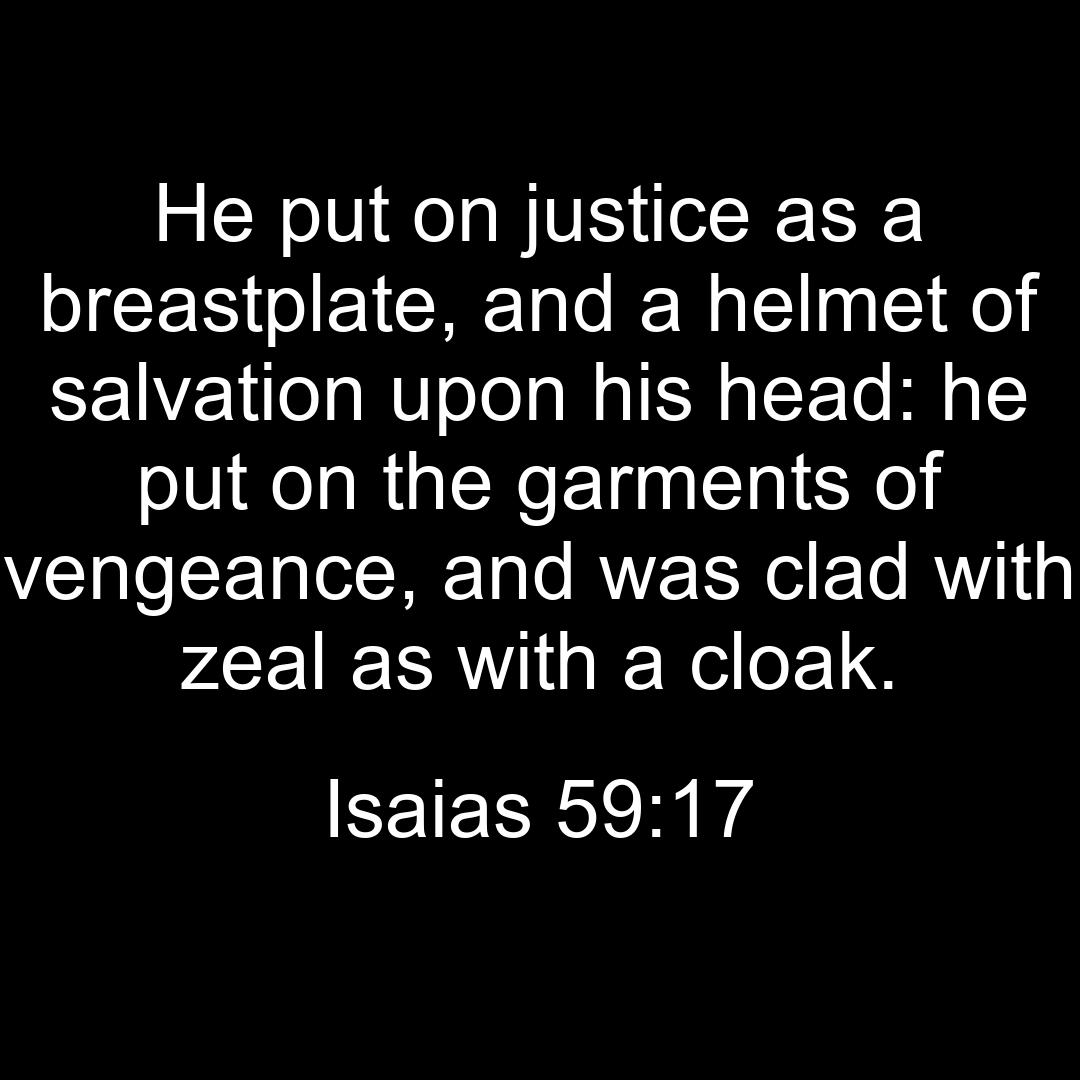 He put on justice as a
breastplate, and a helmet of
salvation upon his head: he
put on the garments of
vengeance, and was clad with
zeal as with a cloak.
Isaias 59:17